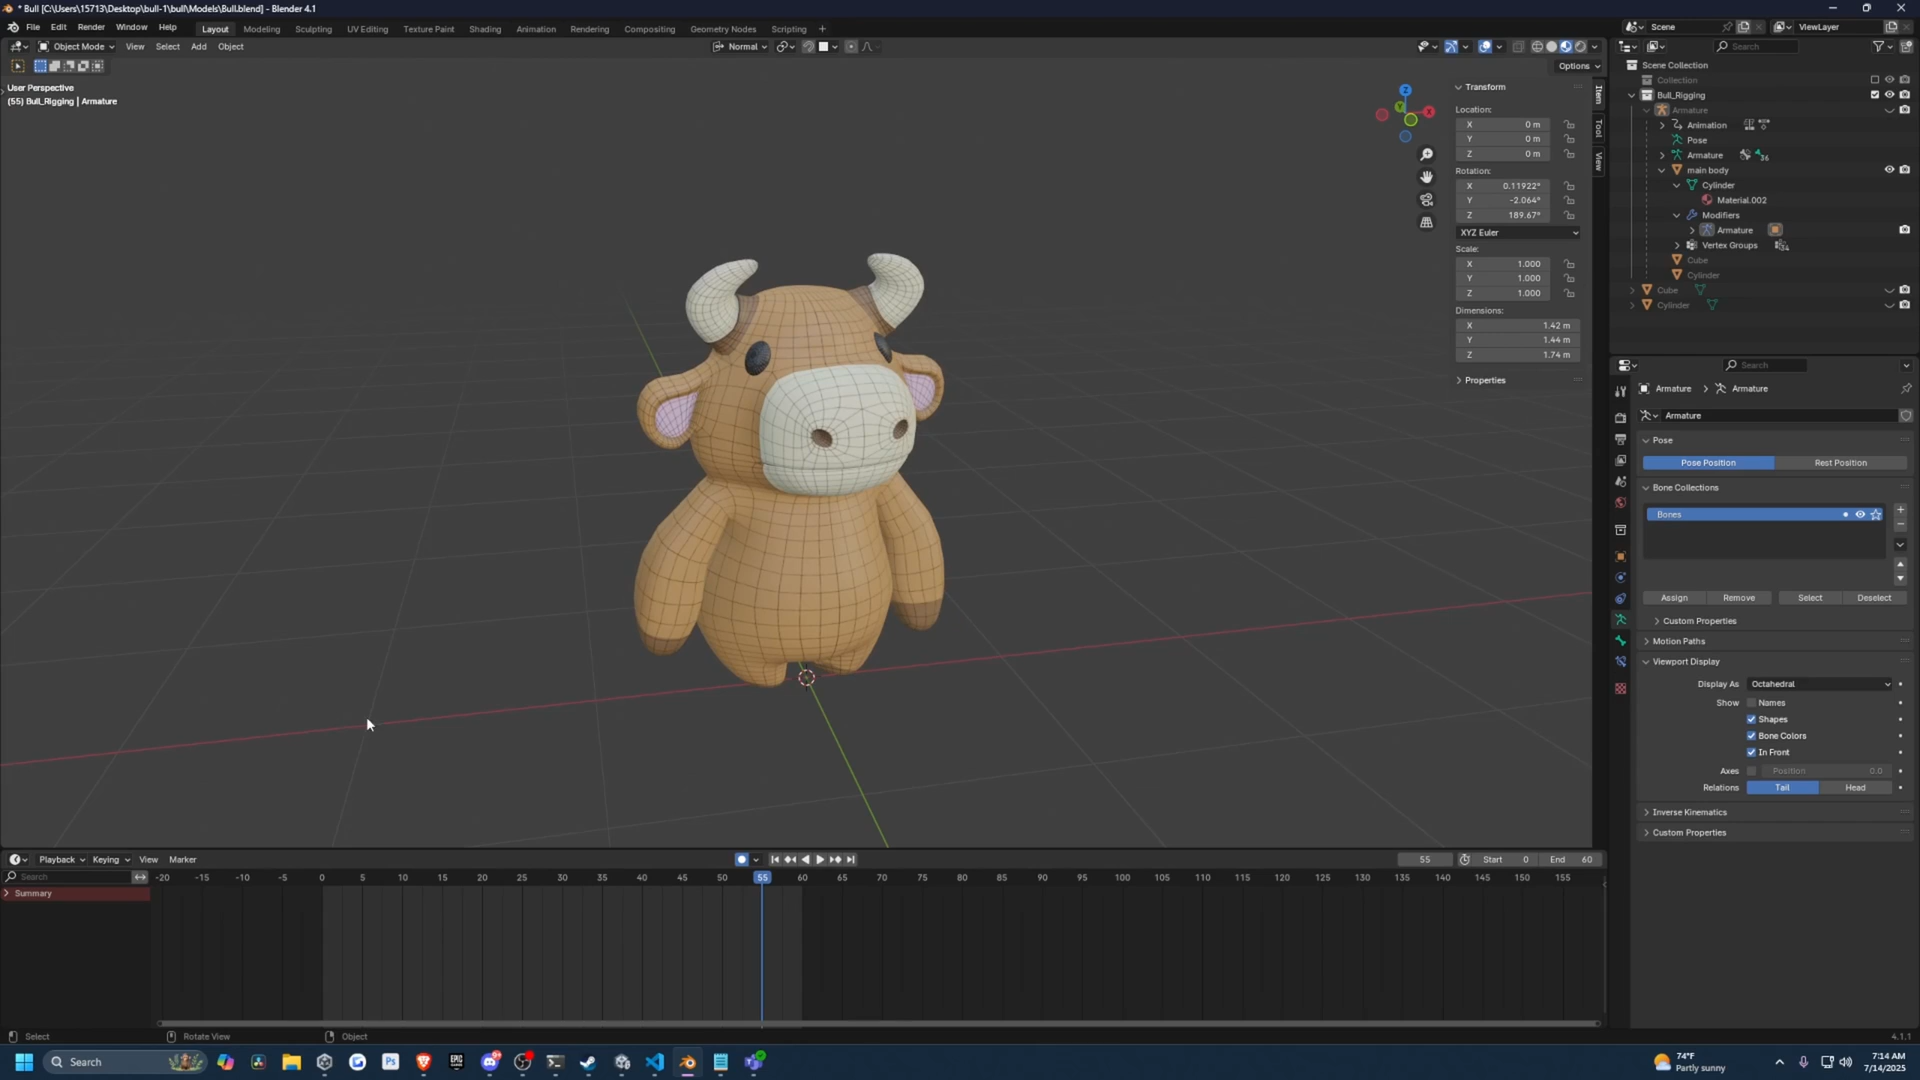 * Bull [C:\Users\15713\Desktop\bull-1\bull\Models\Bull.blend] - Blender 4.1
File Edit Render Window Help Layout Modeling Sculpting UV Editing Texture Paint Shading Animation Rendering Compositing Geometry Nodes Scripting + Scene ViewLayer
Object Mode View Select Add Object Normal Search
Options
User Perspective
(55) Bull_Rigging | Armature
Z
Y
X
Transform
Location:
X 0 m
Y 0 m
Z 0 m
Rotation:
X 0.11922°
Y -2.064°
Z 189.67°
XYZ Euler
Scale:
X 1.000
Y 1.000
Z 1.000
Dimensions:
X 1.42 m
Y 1.44 m
Z 1.74 m
Properties
Item
Tool
View
Scene Collection
Collection
Bull_Rigging
Armature
Animation
Pose
Armature 36
main body
Cylinder
Material.002
Modifiers
Armature
Vertex Groups 34
Cube
Cylinder
Cube
Cylinder
Search
Armature > Armature
Armature
Pose
Pose Position Rest Position
Bone Collections
Bones
Assign Remove Select Deselect
Custom Properties
Motion Paths
Viewport Display
Display As Octahedral
Show Names
Shapes
Bone Colors
In Front
Axes Position 0.0
Relations Tail Head
Inverse Kinematics
Custom Properties
Playback Keying View Marker 55 Start 0 End 60
Search -20 -15 -10 -5 0 5 10 15 20 25 30 35 40 45 50 55 60 65 70 75 80 85 90 95 100 105 110 115 120 125 130 135 140 145 150 155
Summary
Select Rotate View Object 4.1.1
Search EPIC Ps 74°F
Partly sunny
7:14 AM
7/14/2025